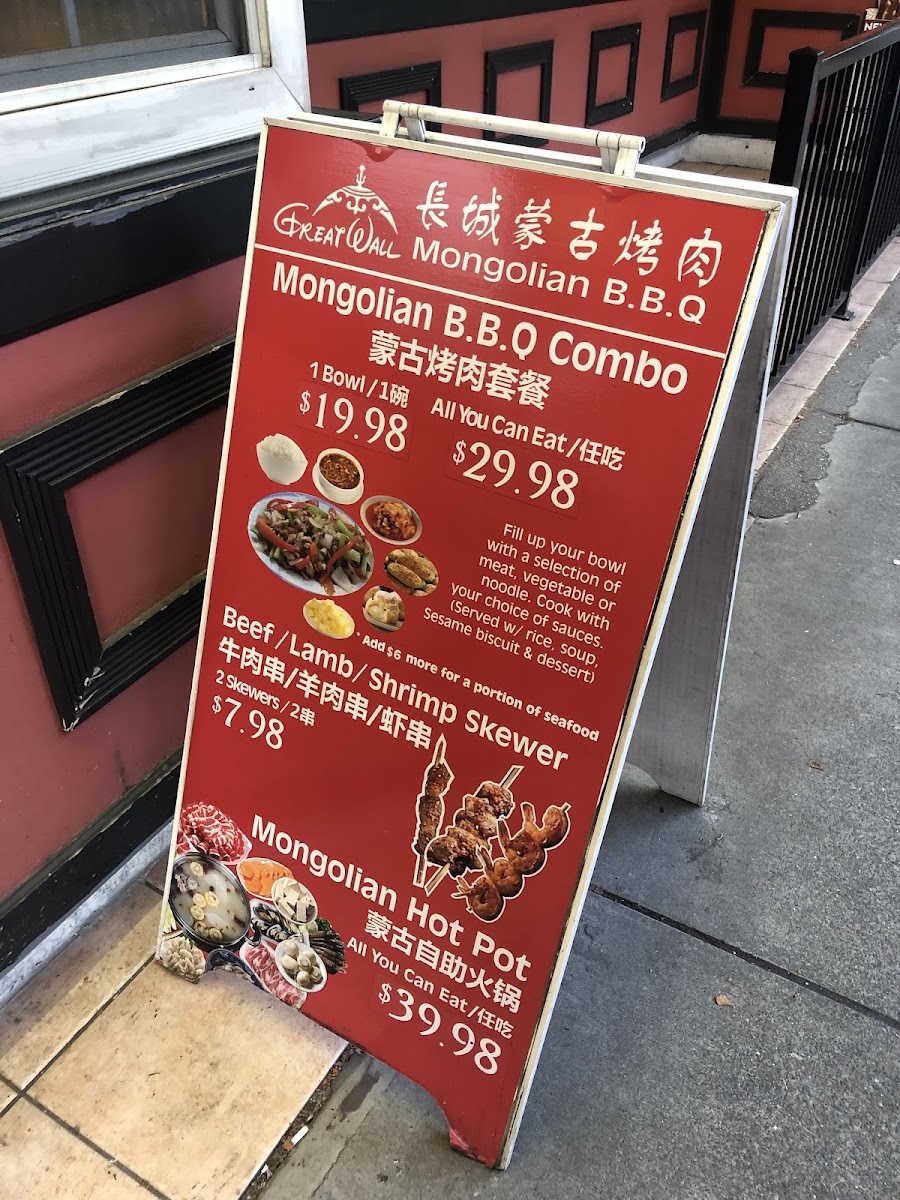 GREAT WALL
長城蒙古烤肉
Mongolian B.B.Q
Mongolian B.B.Q Combo
蒙古烤肉套餐
1 Bowl / 1碗
$19.98
All You Can Eat / 任吃
$29.98
Fill up your bowl
with a selection of
meat, vegetable or
noodle. Cook with
your choice of sauces.
(Served w/ rice, soup,
Sesame biscuit & dessert)
* Add $6 more for a portion of seafood
Beef / Lamb / Shrimp Skewer
牛肉串/羊肉串/虾串
2 Skewers / 2串
$7.98
Mongolian Hot Pot
蒙古自助火锅
All You Can Eat / 任吃
$39.98